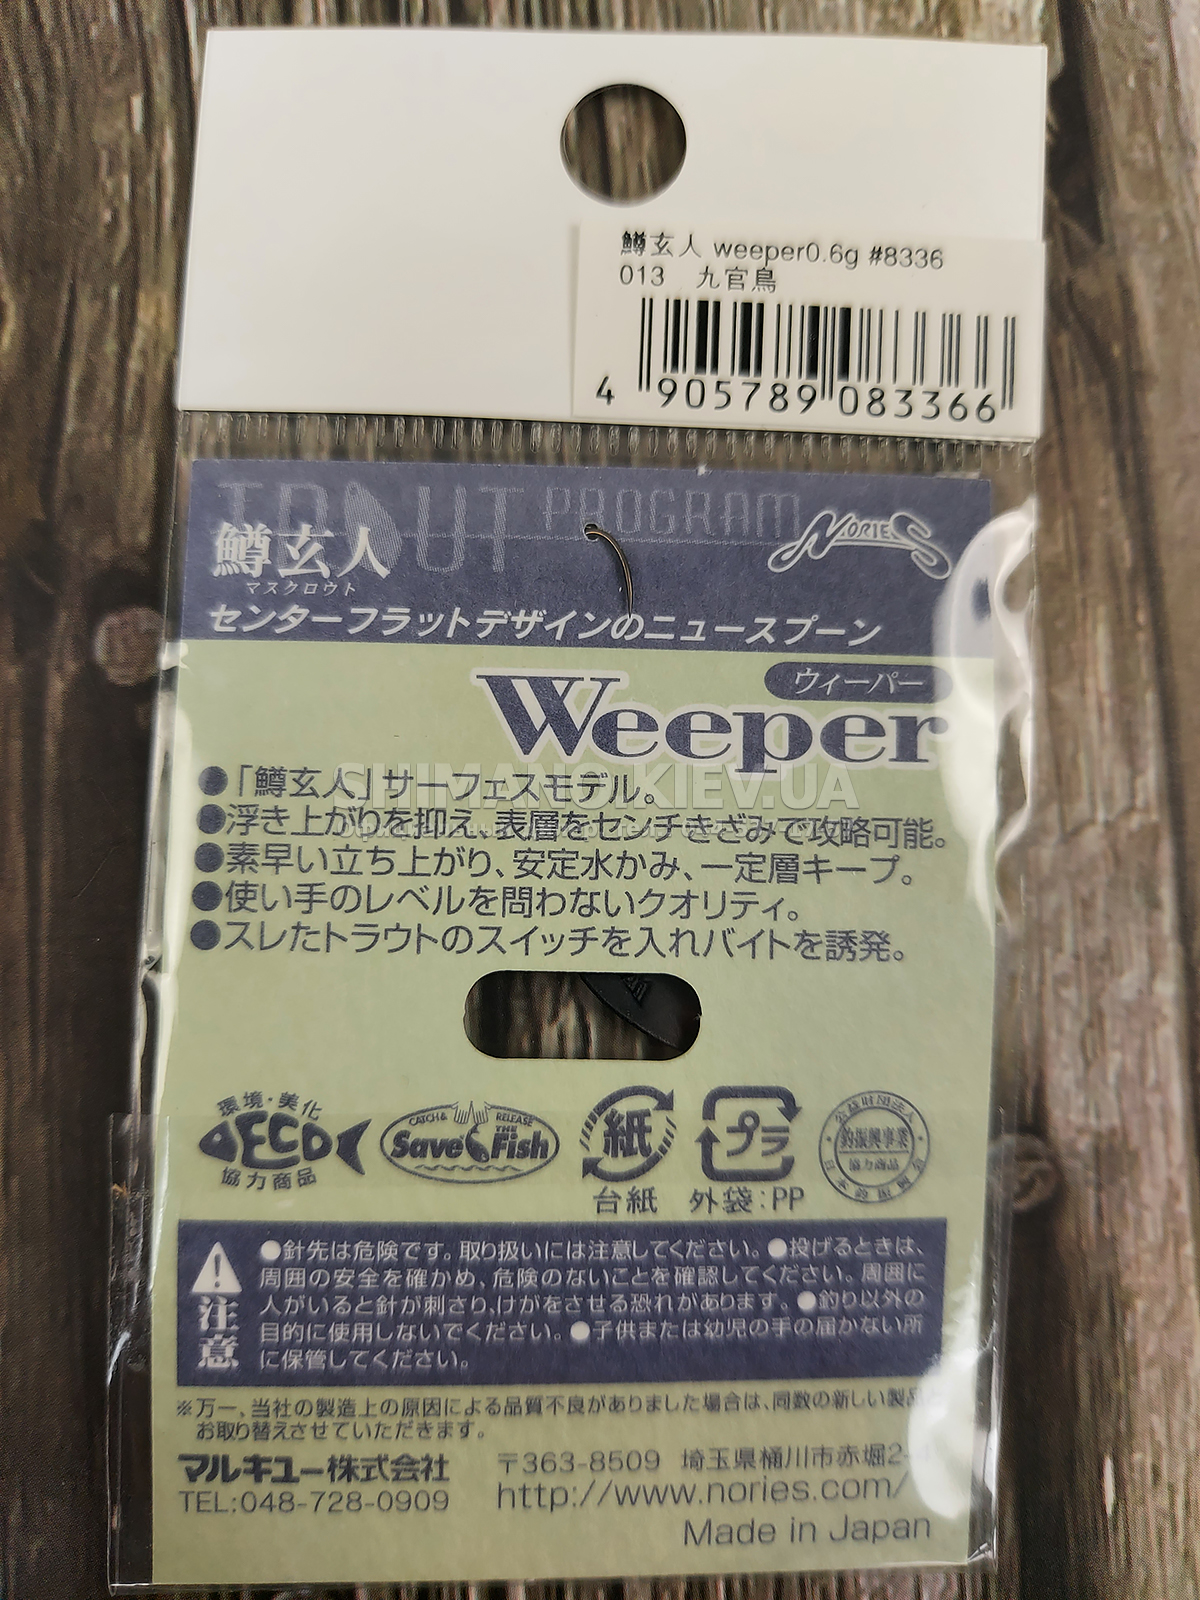 鱒玄人 weeper0.6g #8336
013 九官鳥
4 905789 083366
TROUT PROGRAM
NORIES
鱒玄人
マスクロウト
センターフラットデザインのニュースプーン
ウィーパー
Weeper
●「鱒玄人」サーフェスモデル。
SHIMANO.KIEV.UA
●浮き上がりを抑え、表層をセンチきざみで攻略可能。
●素早い立ち上がり、安定水かみ、一定層キープ。
●使い手のレベルを問わないクオリティ。
●スレたトラウトのスイッチを入れバイトを誘発。
環境・美化
ECO
協力商品
CATCH & RELEASE
Save THE Fish
紙
台紙
プラ
外袋:PP
公益財団法人
釣振興事業
協力商品
注意
●針先は危険です。取り扱いには注意してください。●投げるときは、
周囲の安全を確かめ、危険のないことを確認してください。周囲に
人がいると針が刺さり、けがをさせる恐れがあります。●釣り以外の
目的に使用しないでください。●子供または幼児の手の届かない所
に保管してください。
※万一、当社の製造上の原因による品質不良がありました場合は、同数の新しい製品と
お取り替えさせていただきます。
マルキユー株式会社
〒363-8509 埼玉県桶川市赤堀2-4
TEL:048-728-0909
http://www.nories.com/
Made in Japan